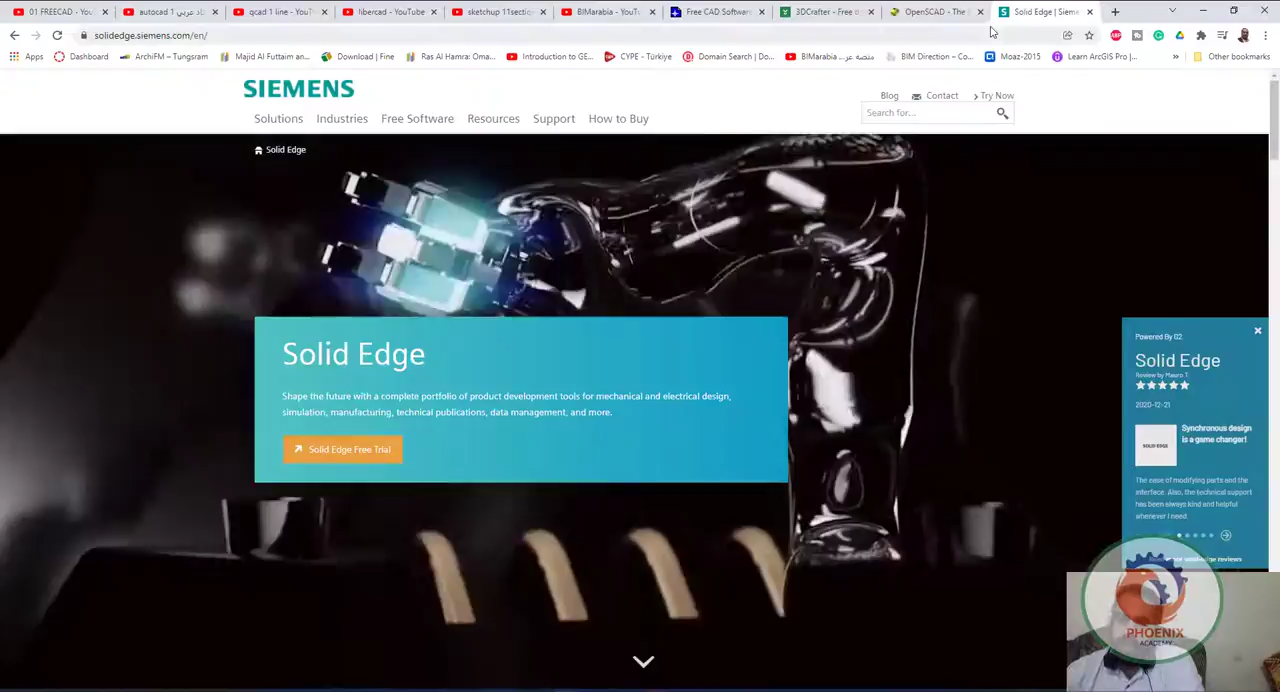 01 FREECAD - You
autocad 1 عربي
qcad 1 line - YouTu
libercad - YouTube
sketchup 11section
BIMarabia - YouTu
Free CAD Software
3DCrafter - Free
OpenSCAD - The
Solid Edge | Sieme
solidedge.siemens.com/en/
Apps
Dashboard
ArchiFM – Tungsram
Majid Al Futtaim an...
Download | Fine
Ras Al Hamra: Oma...
Introduction to GE...
CYPE - Türkiye
Domain Search | Do...
BIMarabia منصه عر...
BIM Direction – Co...
Moaz-2015
Learn ArcGIS Pro |...
»
Other bookmarks
SIEMENS
Blog
Contact
Try Now
Search for...
Solutions
Industries
Free Software
Resources
Support
How to Buy
Solid Edge
Solid Edge
Shape the future with a complete portfolio of product development tools for mechanical and electrical design,
simulation, manufacturing, technical publications, data management, and more.
Solid Edge Free Trial
Powered By G2
Solid Edge
Review by Mauro T.
2020-12-21
SOLID EDGE
Synchronous design
is a game changer!
The ease of modifying parts and the
interface. Also, the technical support
has been always kind and helpful
whenever I need.
reviews
PHOENIX
ACADEMY